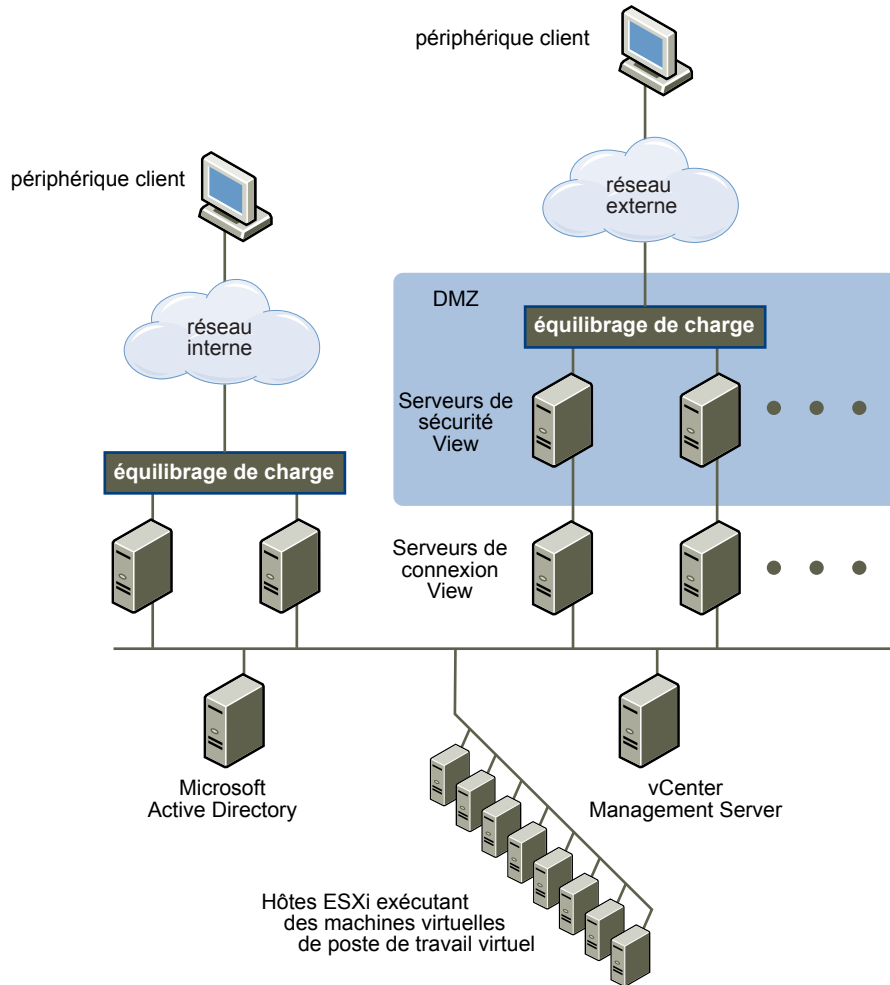 périphérique client
périphérique client
réseau
externe
réseau
interne
DMZ
équilibrage de charge
Serveurs de
sécurité
View
équilibrage de charge
Serveurs de
connexion
View
Microsoft
Active Directory
vCenter
Management Server
Hôtes ESXi exécutant
des machines virtuelles
de poste de travail virtuel